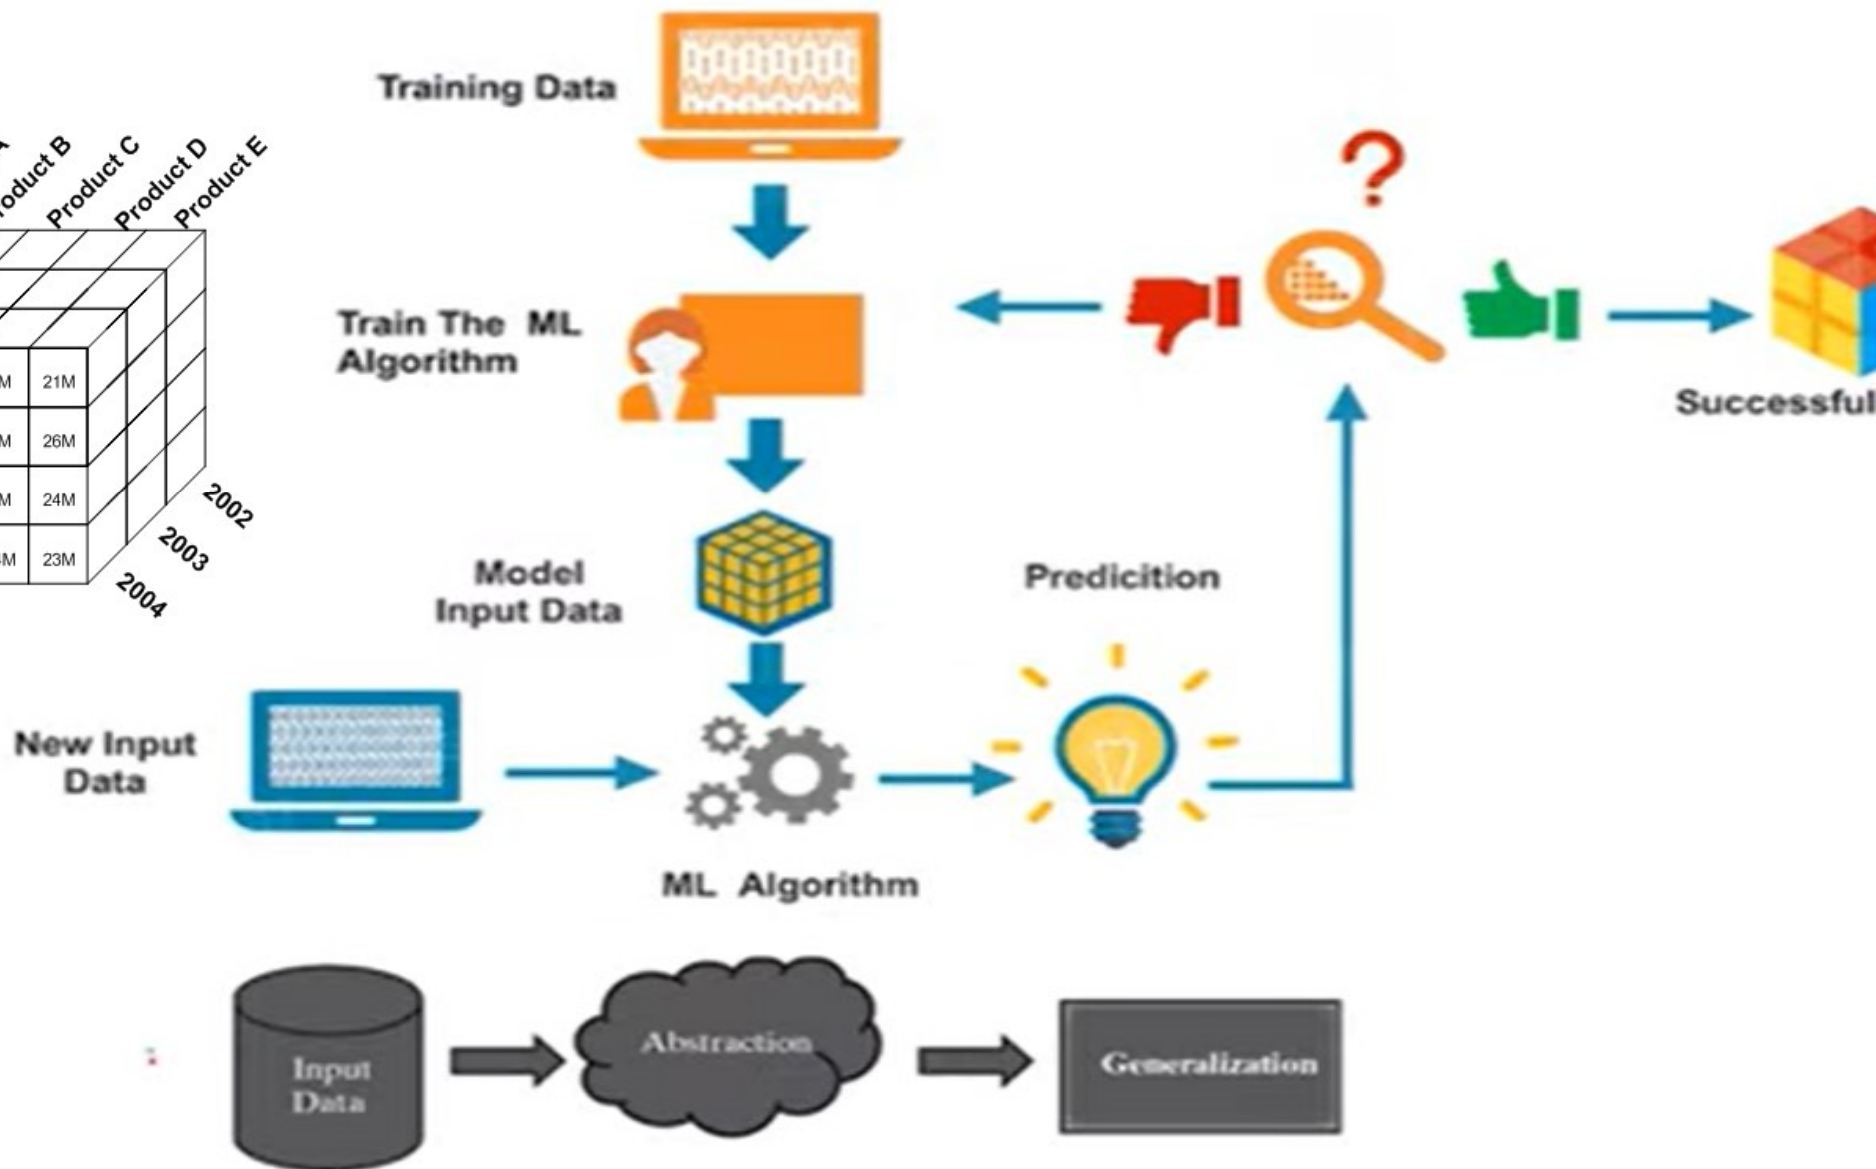 Training Data
?
Product C
Product D
Product E
Train The ML
Algorithm
21M
26M
24M
23M
2002
2003
2004
Successful
Model
Input Data
Predicition
New Input
Data
ML Algorithm
Input
Data
Abstraction
Generalization